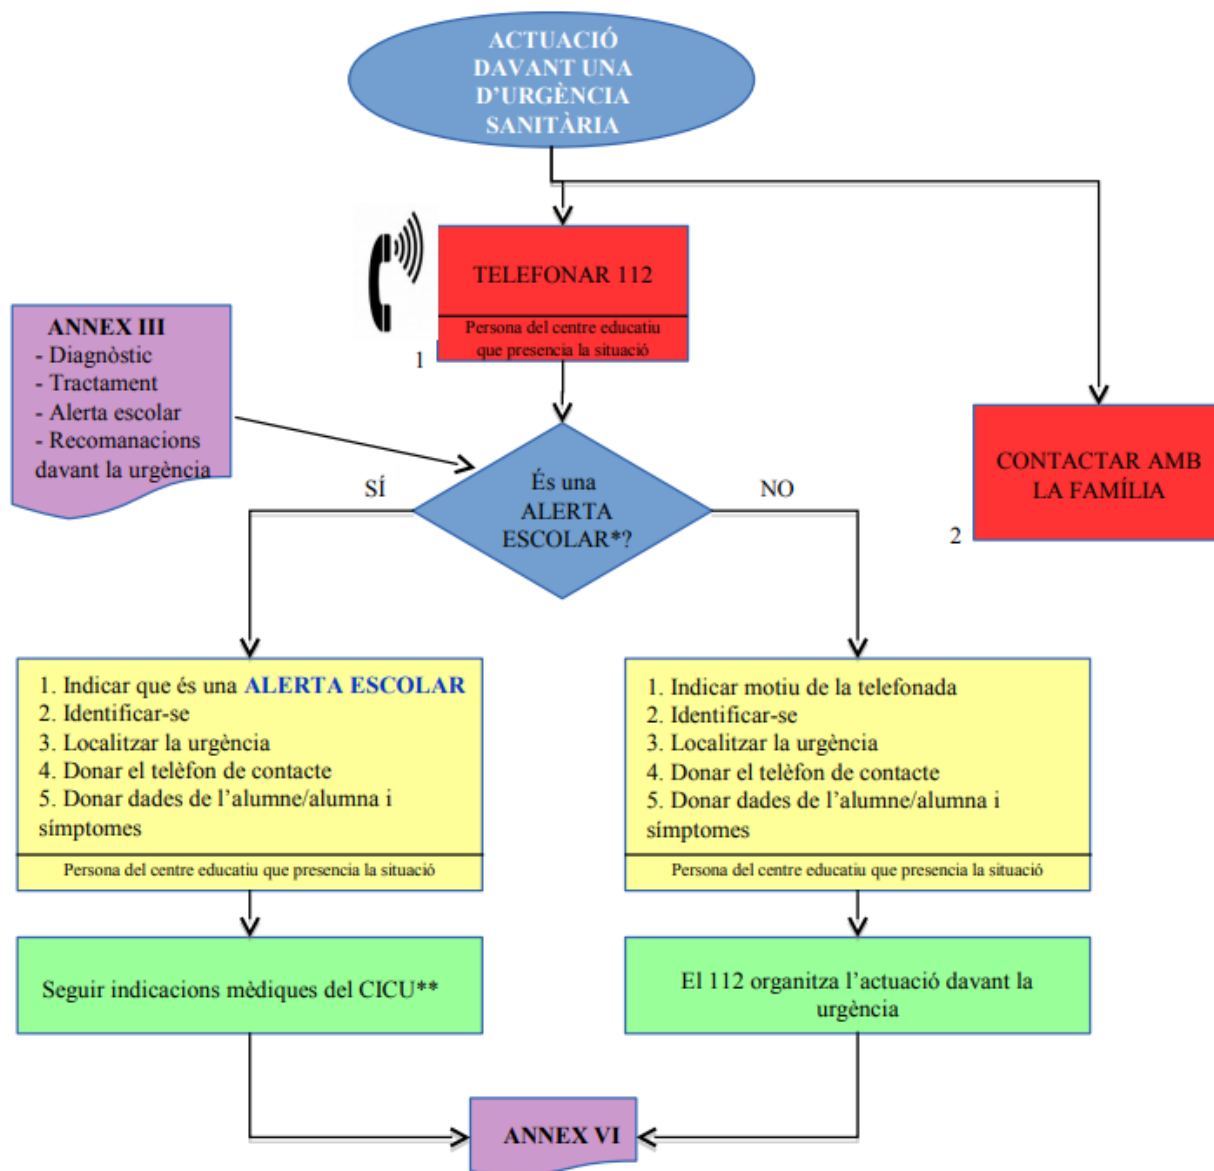 ACTUACIÓ
DAVANT UNA
D'URGÈNCIA
SANITÀRIA
TELEFONAR 112
Persona del centre educatiu
que presencia la situació
1
ANNEX III
- Diagnòstic
- Tractament
- Alerta escolar
- Recomanacions
davant la urgència
CONTACTAR AMB
LA FAMÍLIA
2
És una
ALERTA
ESCOLAR*?
SÍ
NO
1. Indicar que és una ALERTA ESCOLAR
2. Identificar-se
3. Localitzar la urgència
4. Donar el telèfon de contacte
5. Donar dades de l'alumne/alumna i
símptomes
Persona del centre educatiu que presencia la situació
1. Indicar motiu de la telefonada
2. Identificar-se
3. Localitzar la urgència
4. Donar el telèfon de contacte
5. Donar dades de l'alumne/alumna i
símptomes
Persona del centre educatiu que presencia la situació
Seguir indicacions mèdiques del CICU**
El 112 organitza l'actuació davant la
urgència
ANNEX VI